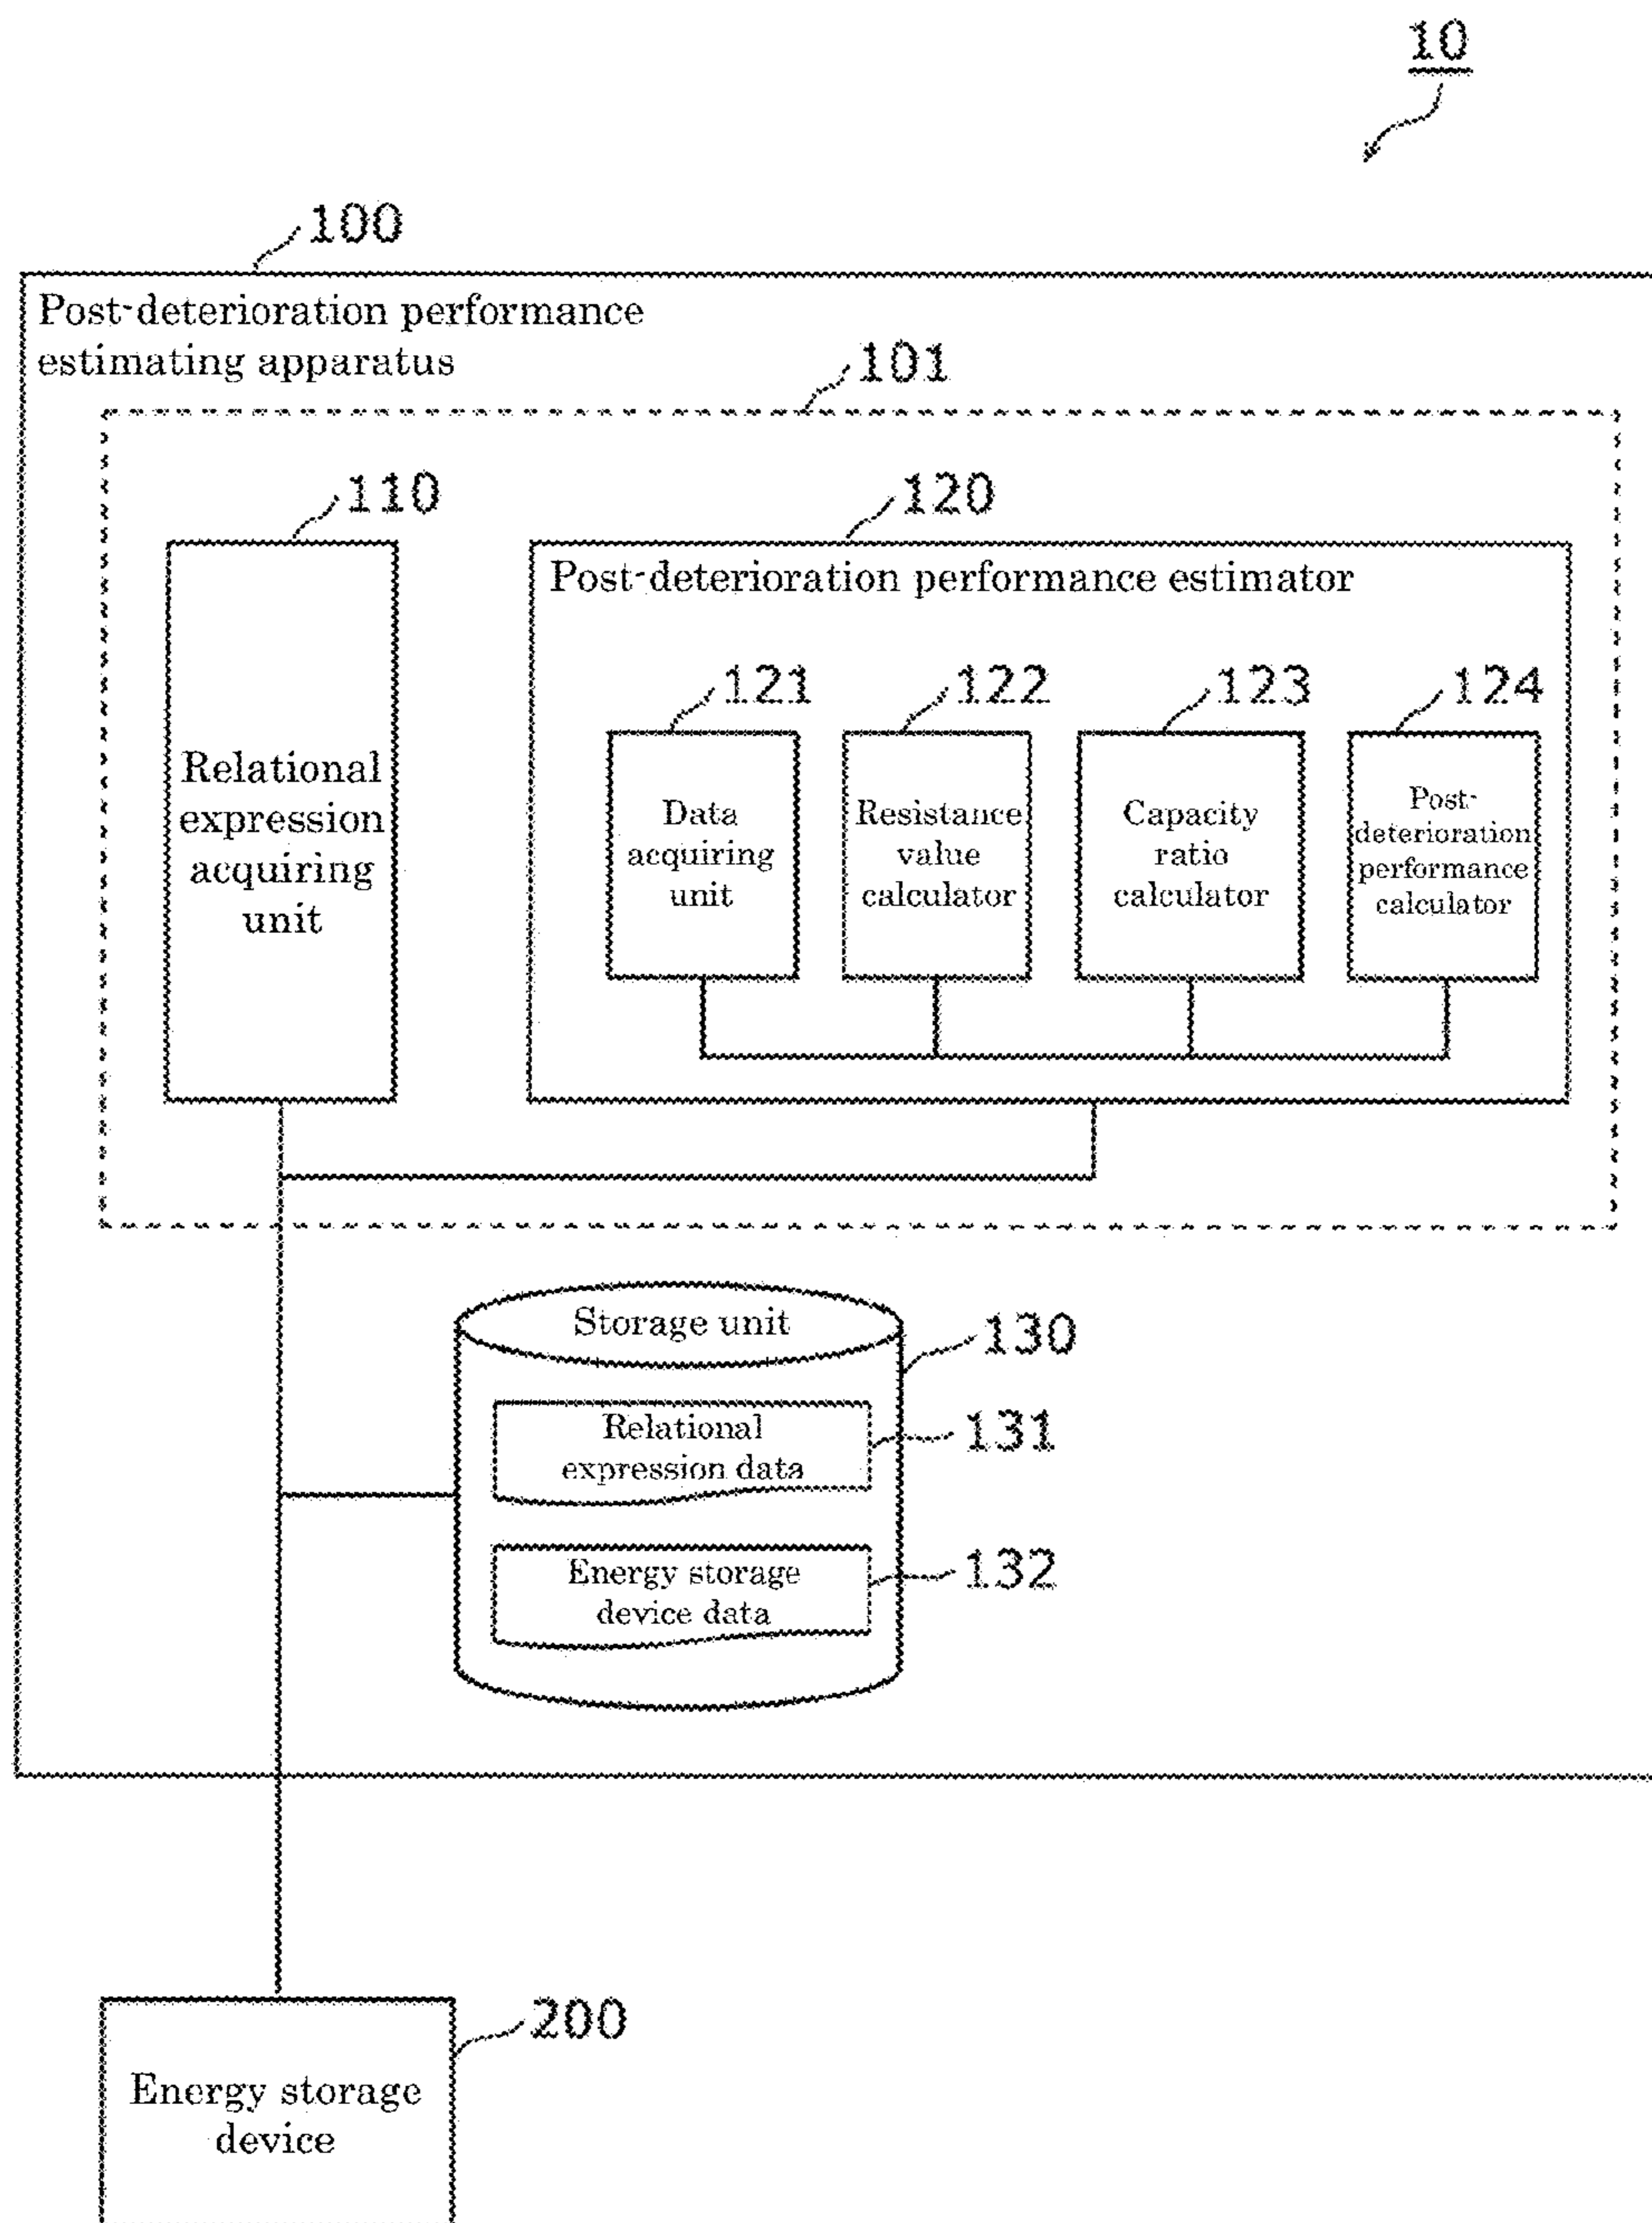 10
100
Post-deterioration performance
estimating apparatus
101
110
120
Relational
expression
acquiring
unit
Post-deterioration performance estimator
121
122
123
124
Data
acquiring
unit
Resistance
value
calculator
Capacity
ratio
calculator
Post-
deterioration
performance
calculator
Storage unit
130
Relational
expression data
131
Energy storage
device data
132
200
Energy storage
device